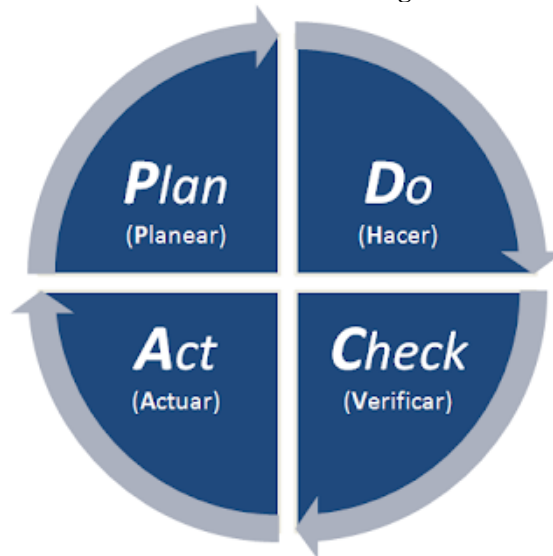 Plan
(Planear)
Do
(Hacer)
Act
(Actuar)
Check
(Verificar)